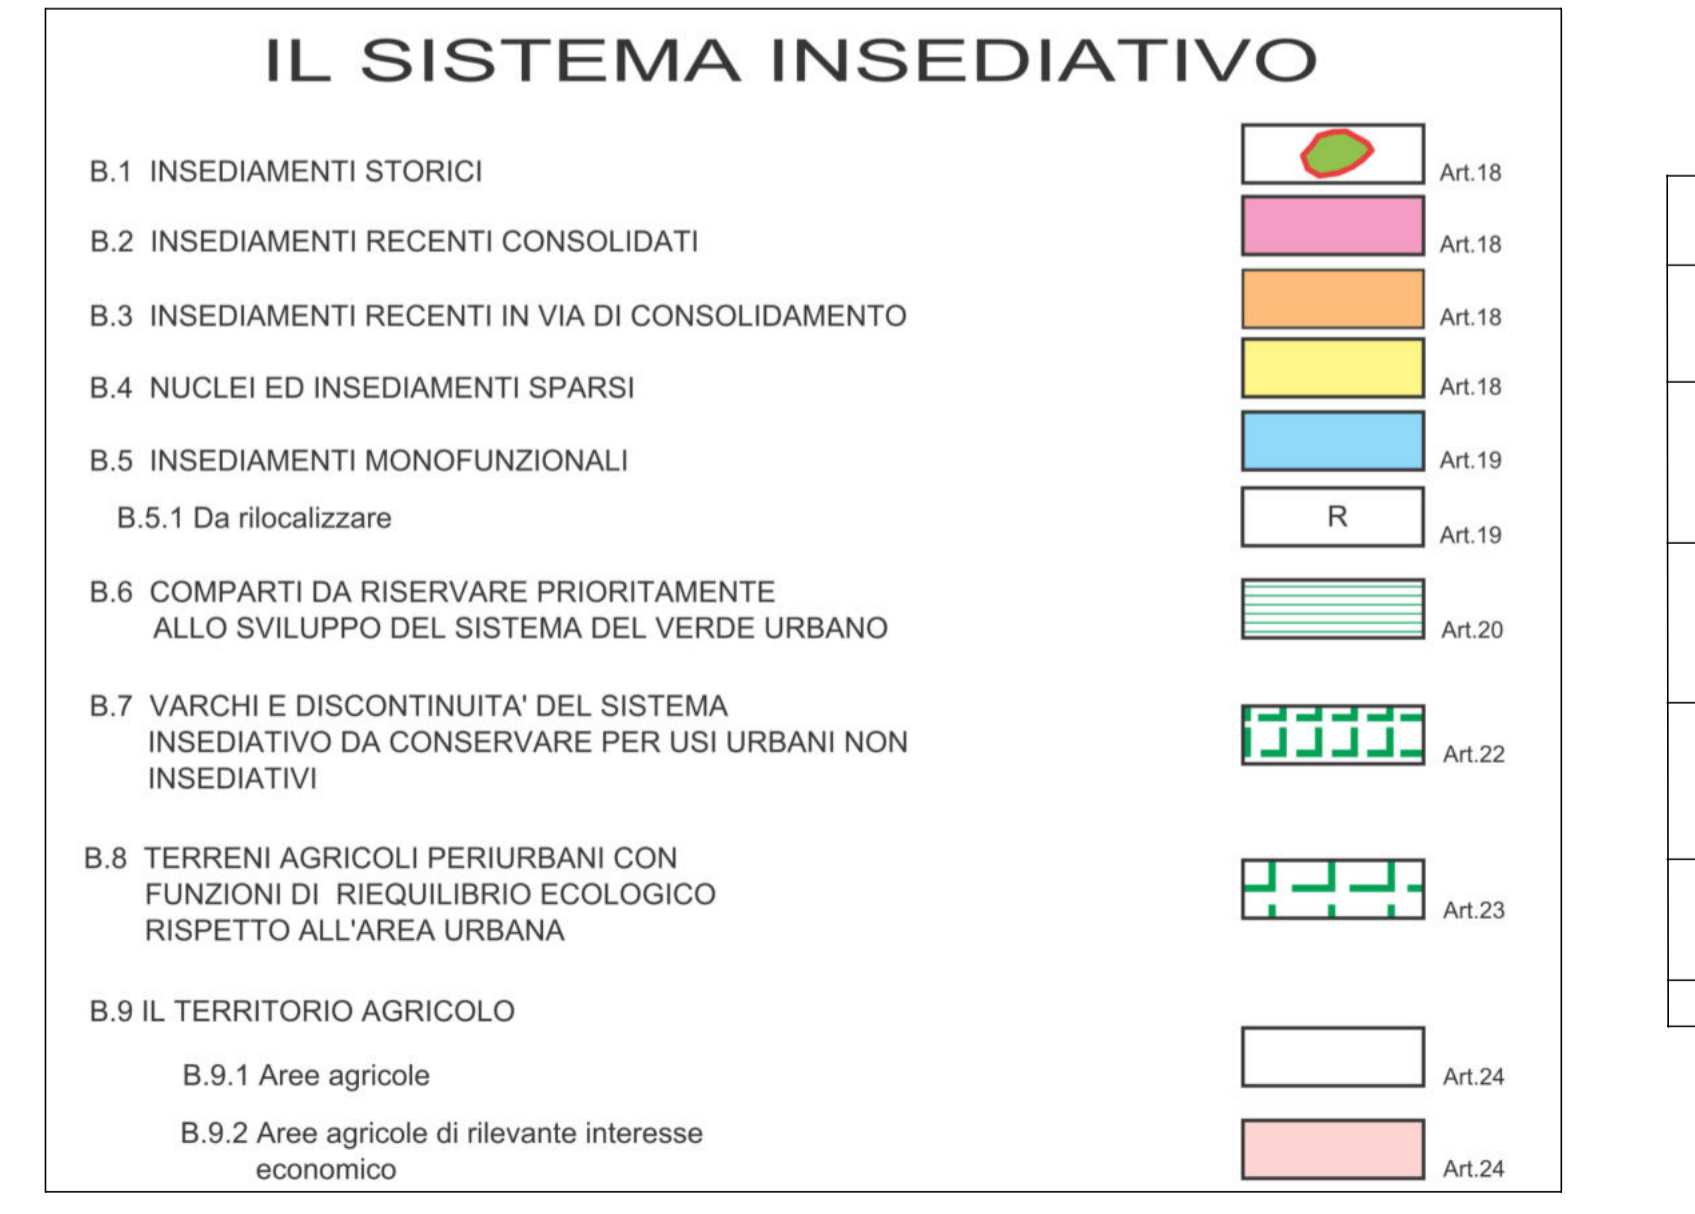 IL SISTEMA INSEDIATIVO
B.1 INSEDIAMENTI STORICI Art.18
B.2 INSEDIAMENTI RECENTI CONSOLIDATI Art.18
B.3 INSEDIAMENTI RECENTI IN VIA DI CONSOLIDAMENTO Art.18
B.4 NUCLEI ED INSEDIAMENTI SPARSI Art.18
B.5 INSEDIAMENTI MONOFUNZIONALI Art.19
B.5.1 Da rilocalizzare R Art.19
B.6 COMPARTI DA RISERVARE PRIORITAMENTE
ALLO SVILUPPO DEL SISTEMA DEL VERDE URBANO Art.20
B.7 VARCHI E DISCONTINUITA' DEL SISTEMA
INSEDIATIVO DA CONSERVARE PER USI URBANI NON Art.22
INSEDIATIVI
B.8 TERRENI AGRICOLI PERIURBANI CON
FUNZIONI DI RIEQUILIBRIO ECOLOGICO Art.23
RISPETTO ALL'AREA URBANA
B.9 IL TERRITORIO AGRICOLO
B.9.1 Aree agricole Art.24
B.9.2 Aree agricole di rilevante interesse
economico Art.24